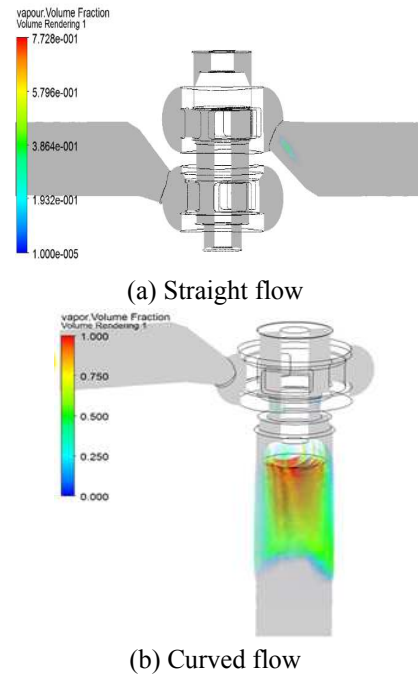 vapour.Volume Fraction
Volume Rendering 1
7.728e-001
5.796e-001
3.864e-001
1.932e-001
1.000e-005
(a) Straight flow
vapor.Volume Fraction
Volume Rendering 1
1.000
0.750
0.500
0.250
0.000
(b) Curved flow